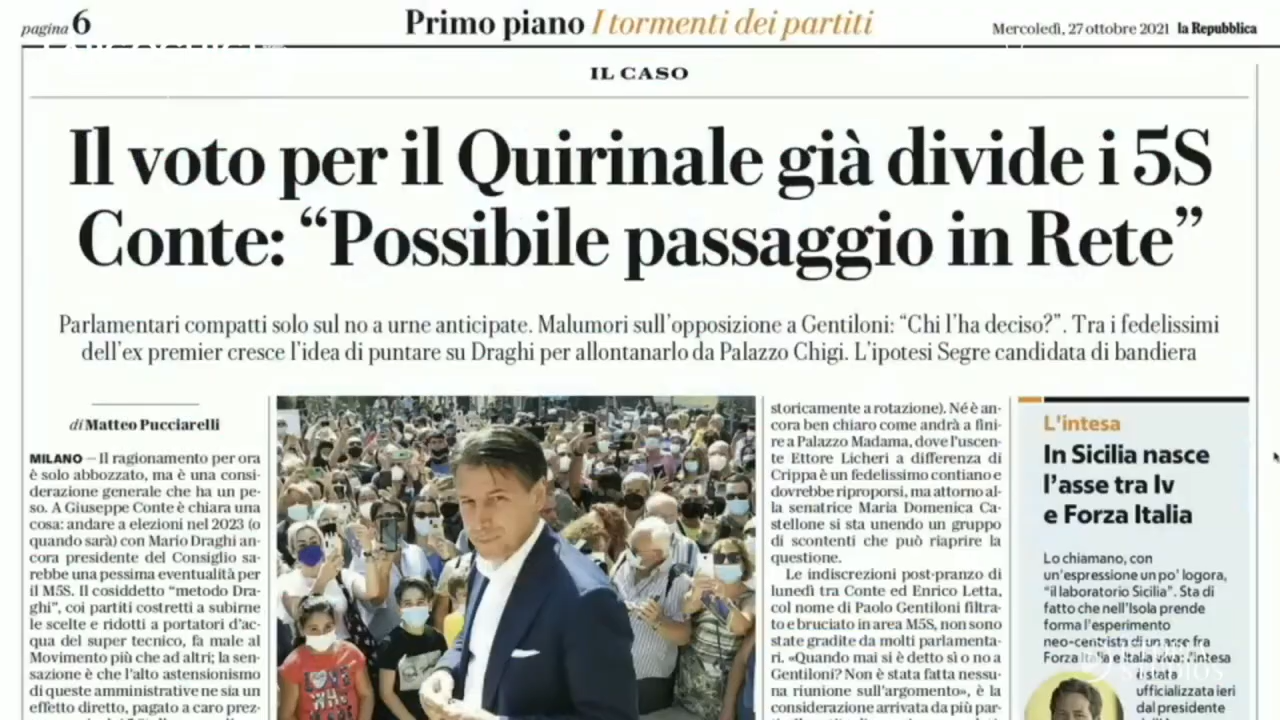 pagina 6
Primo piano I tormenti dei partiti
Mercoledì, 27 ottobre 2021 la Repubblica
IL CASO
Il voto per il Quirinale già divide i 5S
Conte: “Possibile passaggio in Rete”
Parlamentari compatti solo sul no a urne anticipate. Malumori sull’opposizione a Gentiloni: “Chi l’ha deciso?”. Tra i fedelissimi
dell’ex premier cresce l’idea di puntare su Draghi per allontanarlo da Palazzo Chigi. L’ipotesi Segre candidata di bandiera
di Matteo Pucciarelli
MILANO — Il ragionamento per ora
è solo abbozzato, ma è una consi-
derazione generale che ha un pe-
so. A Giuseppe Conte è chiara una
cosa: andare a elezioni nel 2023 (o
quando sarà) con Mario Draghi an-
cora presidente del Consiglio sa-
rebbe una pessima eventualità per
il M5S. Il cosiddetto “metodo Dra-
ghi”, coi partiti costretti a subirne
le scelte e ridotti a portatori d’ac-
qua del super tecnico, fa male al
Movimento più che ad altri; la sen-
sazione è che l’alto astensionismo
di queste amministrative ne sia un
effetto diretto, pagato a caro prez-
storicamente a rotazione). Né è an-
cora ben chiaro come andrà a fini-
re a Palazzo Madama, dove l’uscen-
te Ettore Licheri a differenza di
Crippa è un fedelissimo contiano e
dovrebbe riproporsi, ma attorno al-
la senatrice Maria Domenica Ca-
stellone si sta unendo un gruppo
di scontenti che può riaprire la
questione.
Le indiscrezioni post-pranzo di
lunedì tra Conte ed Enrico Letta,
col nome di Paolo Gentiloni filtra-
to e bruciato in area M5S, non sono
state gradite da molti parlamenta-
ri. «Quando mai si è detto sì o no a
Gentiloni? Non è stata fatta nessu-
na riunione sull’argomento», è la
considerazione arrivata da più par-
L’intesa
In Sicilia nasce
l’asse tra Iv
e Forza Italia
Lo chiamano, con
un’espressione un po’ logora,
“il laboratorio Sicilia”. Sta di
fatto che nell’Isola prende
forma l’esperimento
neo-centrista di un asse fra
Forza Italia e Italia viva: l’intesa
è stata
ufficializzata ieri
dal presidente
LOVE